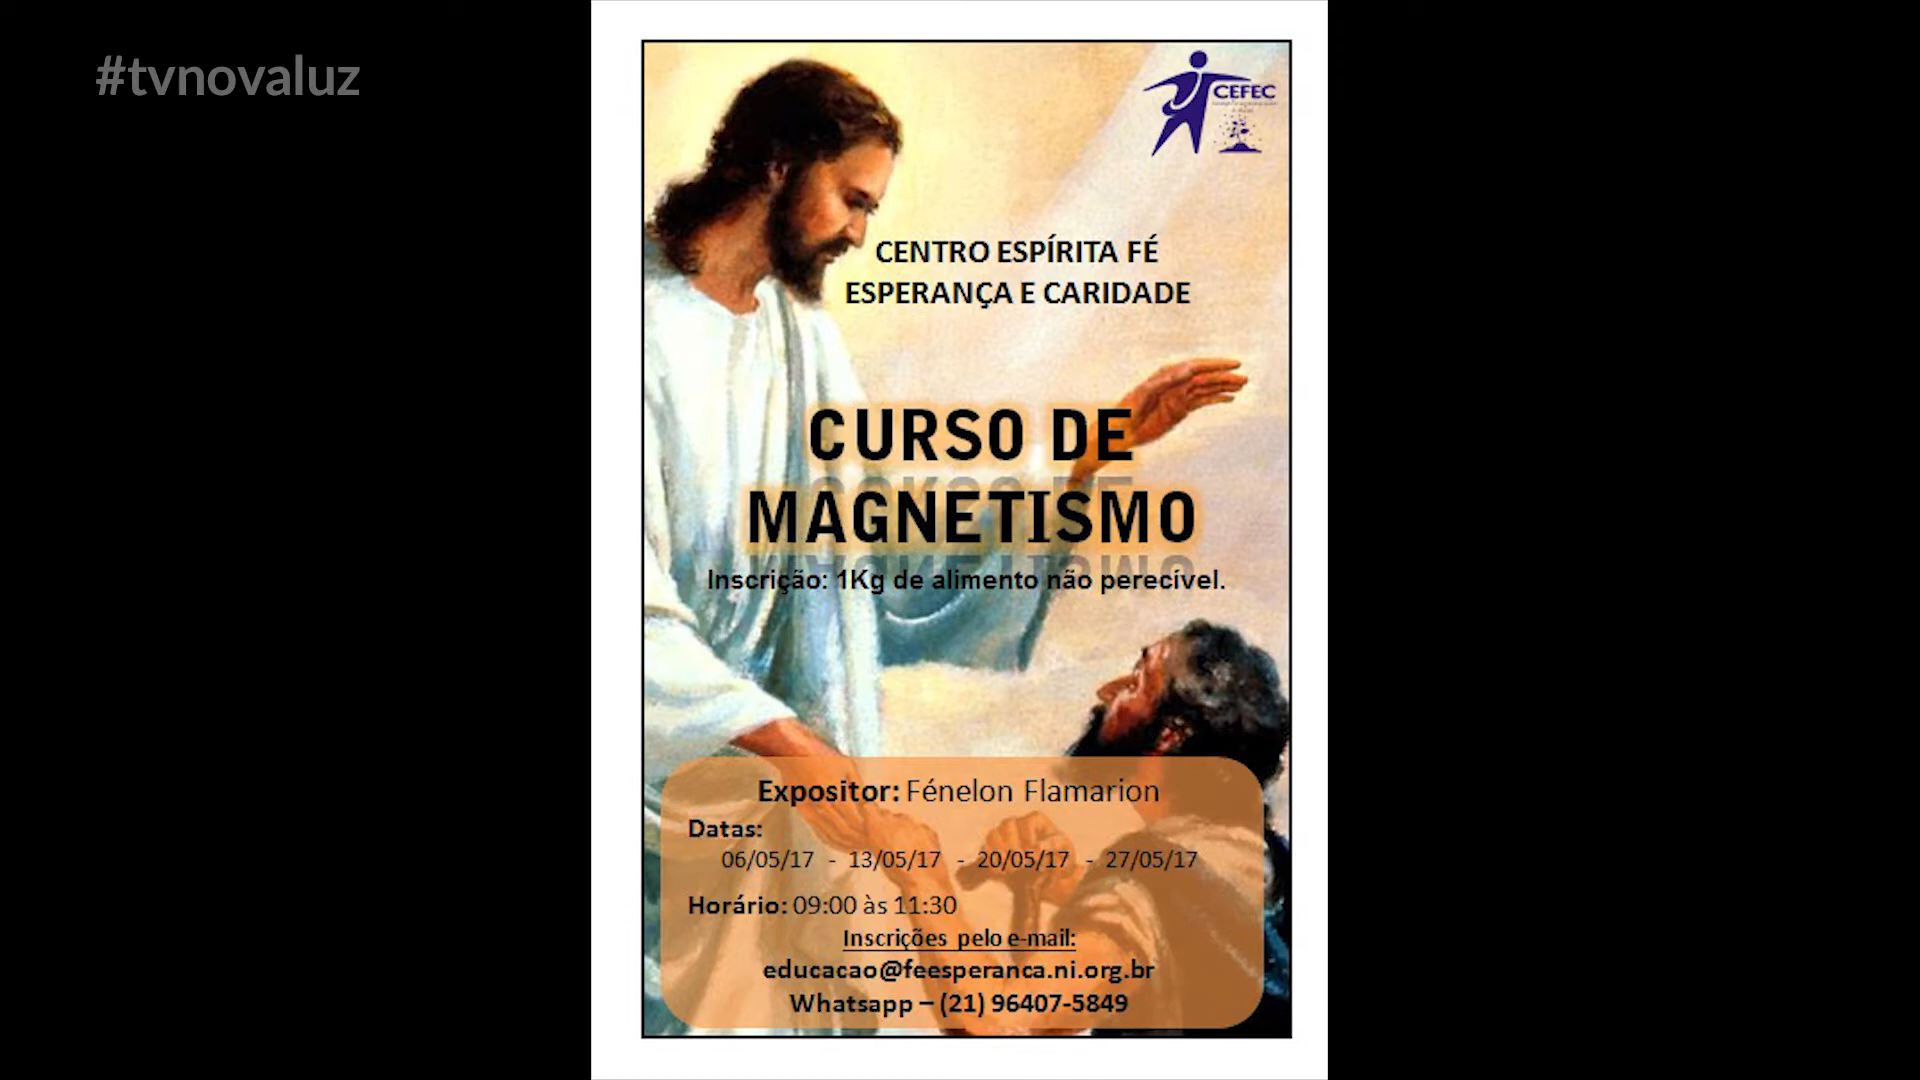 #tvnovaluz
CEFEC
CENTRO ESPÍRITA FÉ
ESPERANÇA E CARIDADE
CURSO DE
MAGNETISMO
Inscrição: 1Kg de alimento não perecível.
Expositor: Fénelon Flamarion
Datas:
06/05/17 - 13/05/17 - 20/05/17 - 27/05/17
Horário: 09:00 às 11:30
Inscrições pelo e-mail:
educacao@feesperanca.ni.org.br
Whatsapp – (21) 96407-5849